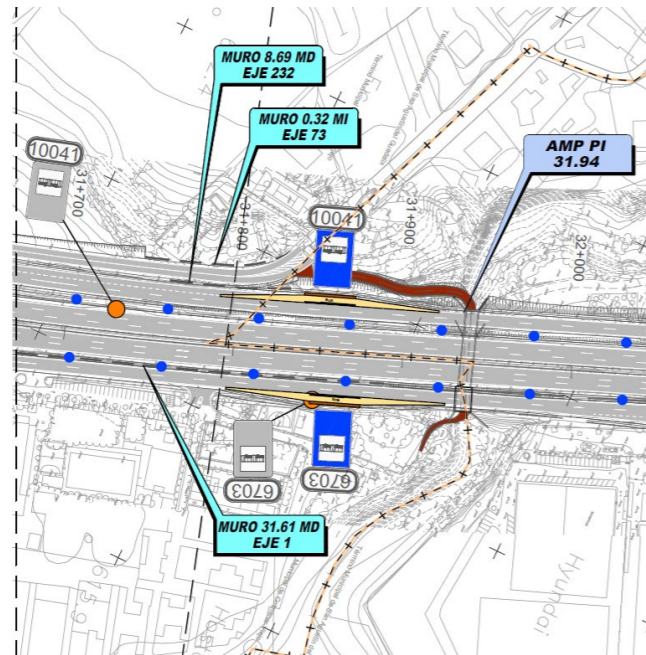 MURO 8.69 MD
EJE 232
MURO 0.32 MI
EJE 73
AMP PI
31.94
10041
31+700
31+800
10041
31+900
32+000
6703
6703
MURO 31.61 MD
EJE 1
Hyundai